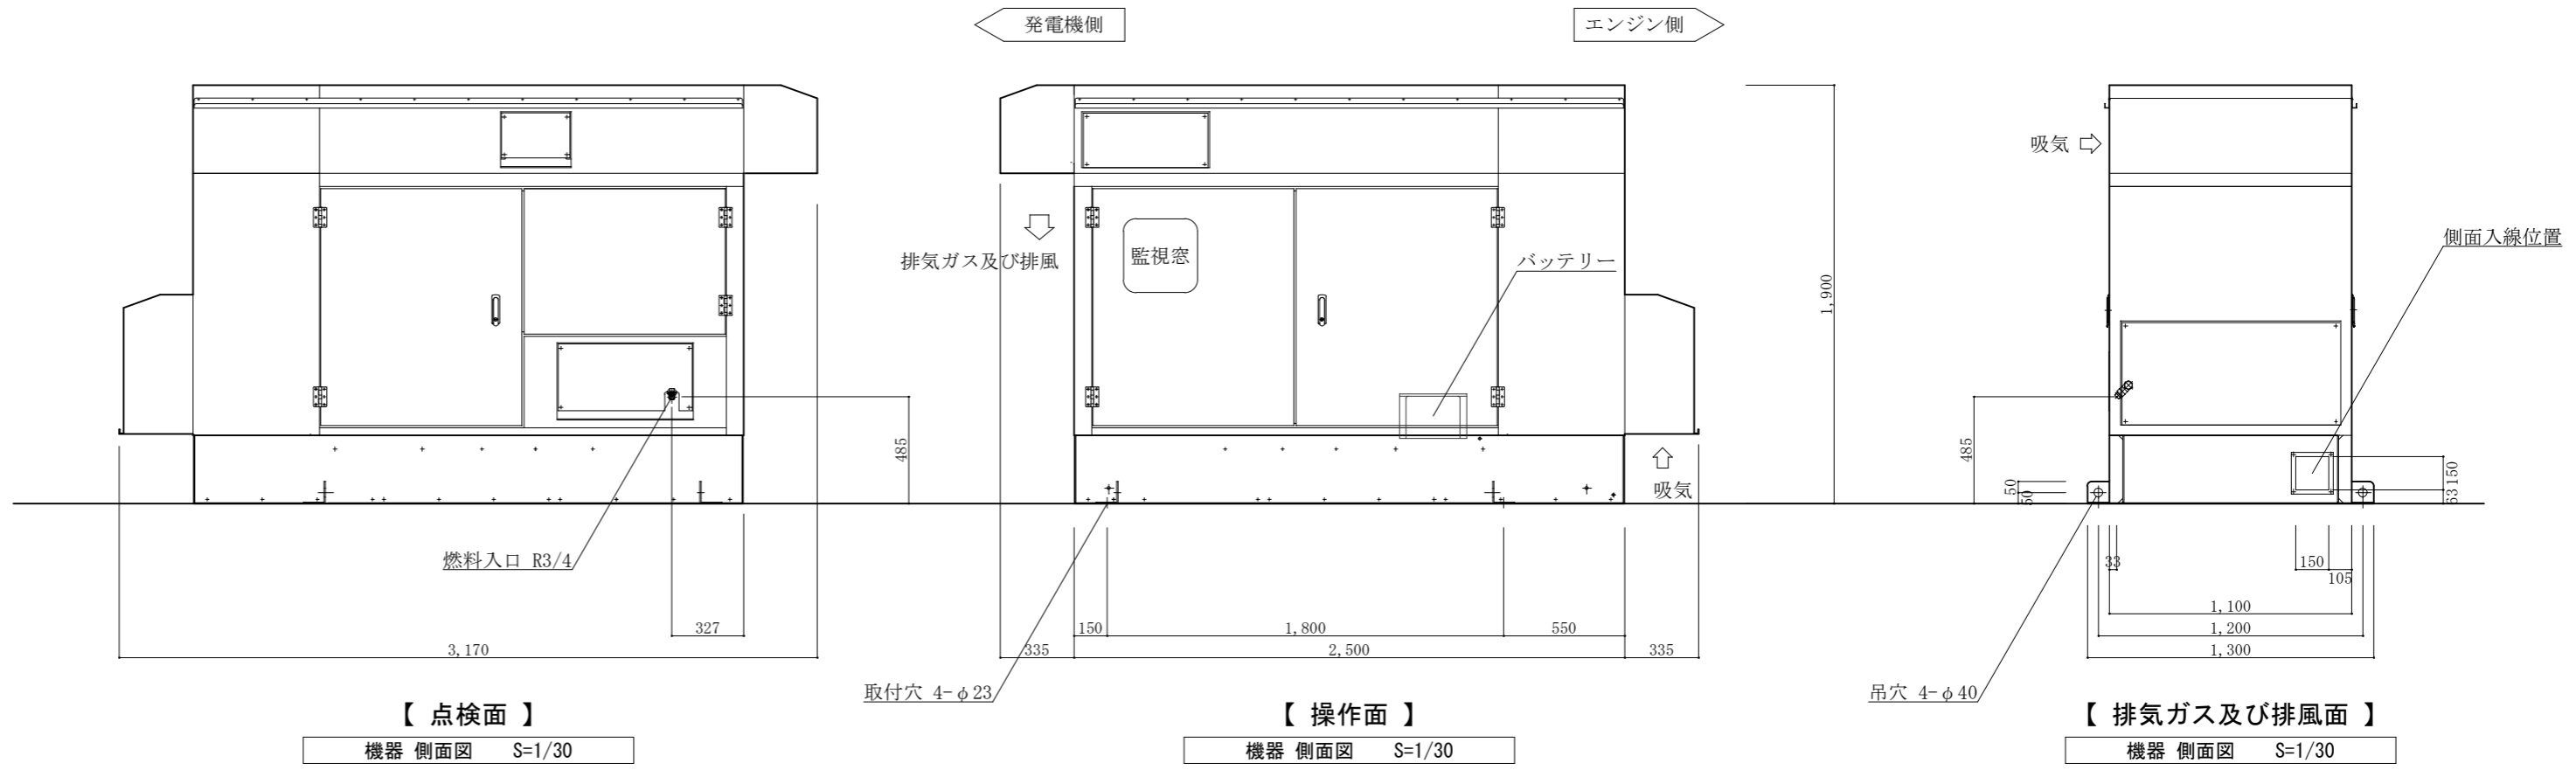 発電機側
エンジン側
吸気
側面入線位置
排気ガス及び排風
監視窓
バッテリー
1,900
485
吸気
485
50
50
150
63
燃料入口 R3/4
33
150
105
1,100
327
150
1,800
550
1,200
3,170
335
2,500
335
1,300
取付穴 4-φ23
吊穴 4-φ40
【 点検面 】
【 操作面 】
【 排気ガス及び排風面 】
機器 側面図 S=1/30
機器 側面図 S=1/30
機器 側面図 S=1/30